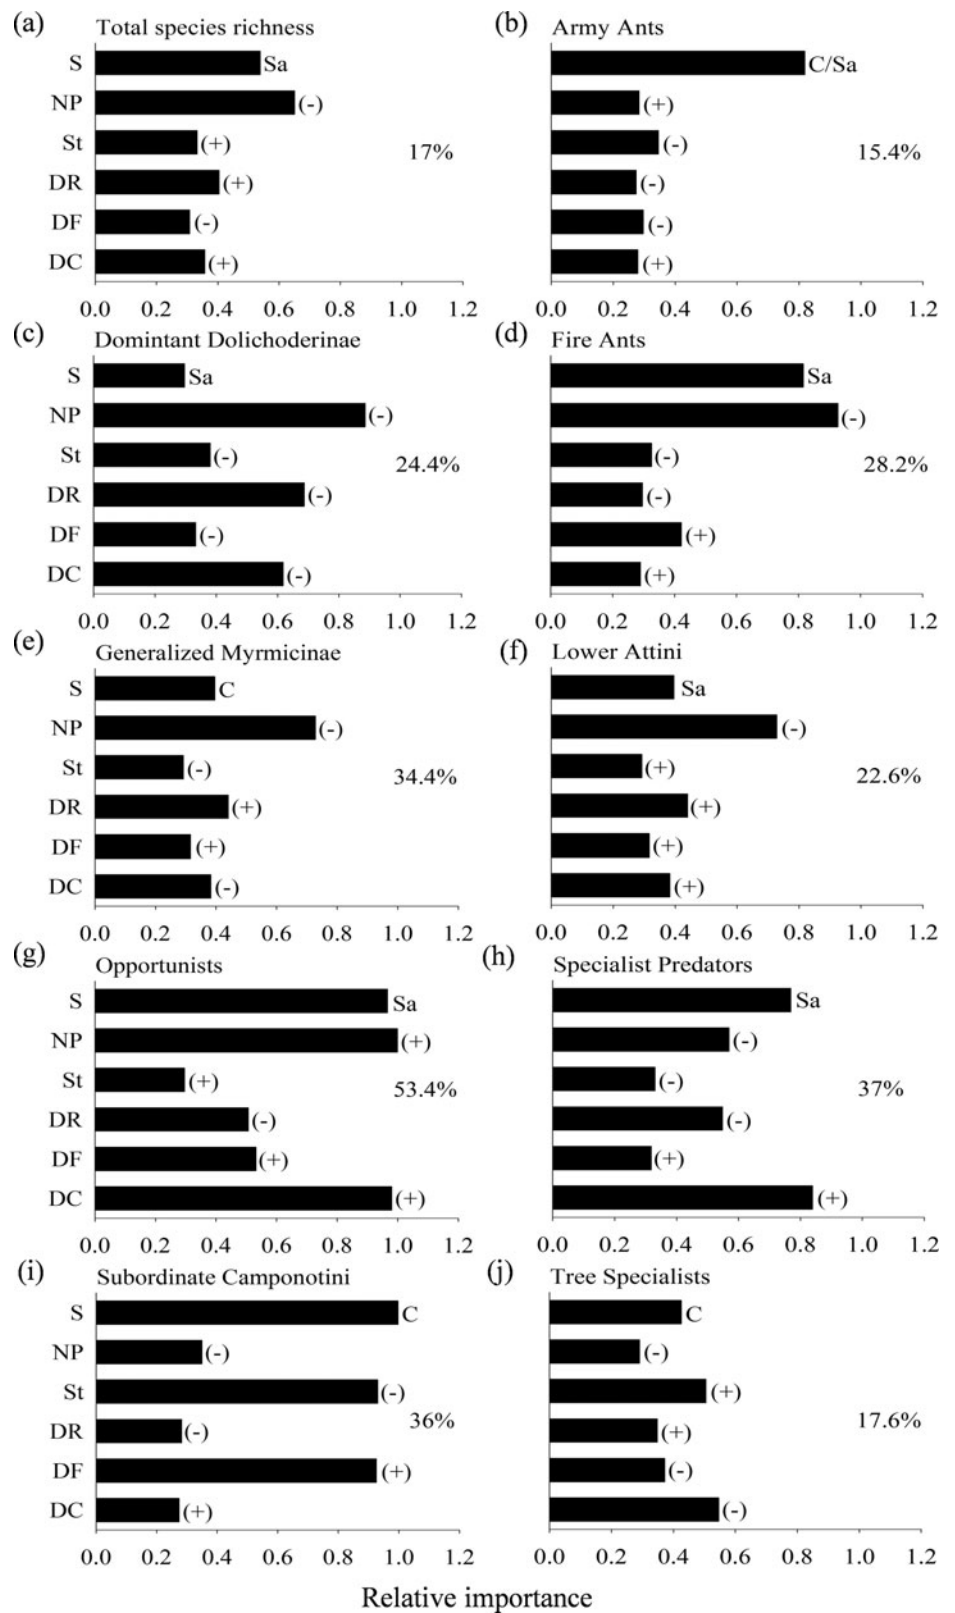 (a) Total species richness
S Sa
NP (-)
St (+)
17%
DR (+)
DF (-)
DC (+)
0.0 0.2 0.4 0.6 0.8 1.0 1.2
(b) Army Ants
C/Sa
(+)
(-)
15.4%
(-)
(-)
(+)
0.0 0.2 0.4 0.6 0.8 1.0 1.2
(c) Domintant Dolichoderinae
S Sa
NP (-)
St (-)
24.4%
DR (-)
DF (-)
DC (-)
0.0 0.2 0.4 0.6 0.8 1.0 1.2
(d) Fire Ants
Sa
(-)
(-)
28.2%
(-)
(+)
(+)
0.0 0.2 0.4 0.6 0.8 1.0 1.2
(e) Generalized Myrmicinae
S C
NP (-)
St (-)
34.4%
DR (+)
DF (+)
DC (-)
0.0 0.2 0.4 0.6 0.8 1.0 1.2
(f) Lower Attini
Sa
(-)
(+)
22.6%
(+)
(+)
(+)
0.0 0.2 0.4 0.6 0.8 1.0 1.2
(g) Opportunists
S Sa
NP (+)
St (+)
53.4%
DR (-)
DF (+)
DC (+)
0.0 0.2 0.4 0.6 0.8 1.0 1.2
(h) Specialist Predators
Sa
(-)
(-)
37%
(-)
(+)
(+)
0.0 0.2 0.4 0.6 0.8 1.0 1.2
(i) Subordinate Camponotini
S C
NP (-)
St (-)
36%
DR (-)
DF (+)
DC (+)
0.0 0.2 0.4 0.6 0.8 1.0 1.2
(j) Tree Specialists
C
(-)
(+)
17.6%
(+)
(-)
(-)
0.0 0.2 0.4 0.6 0.8 1.0 1.2
Relative importance